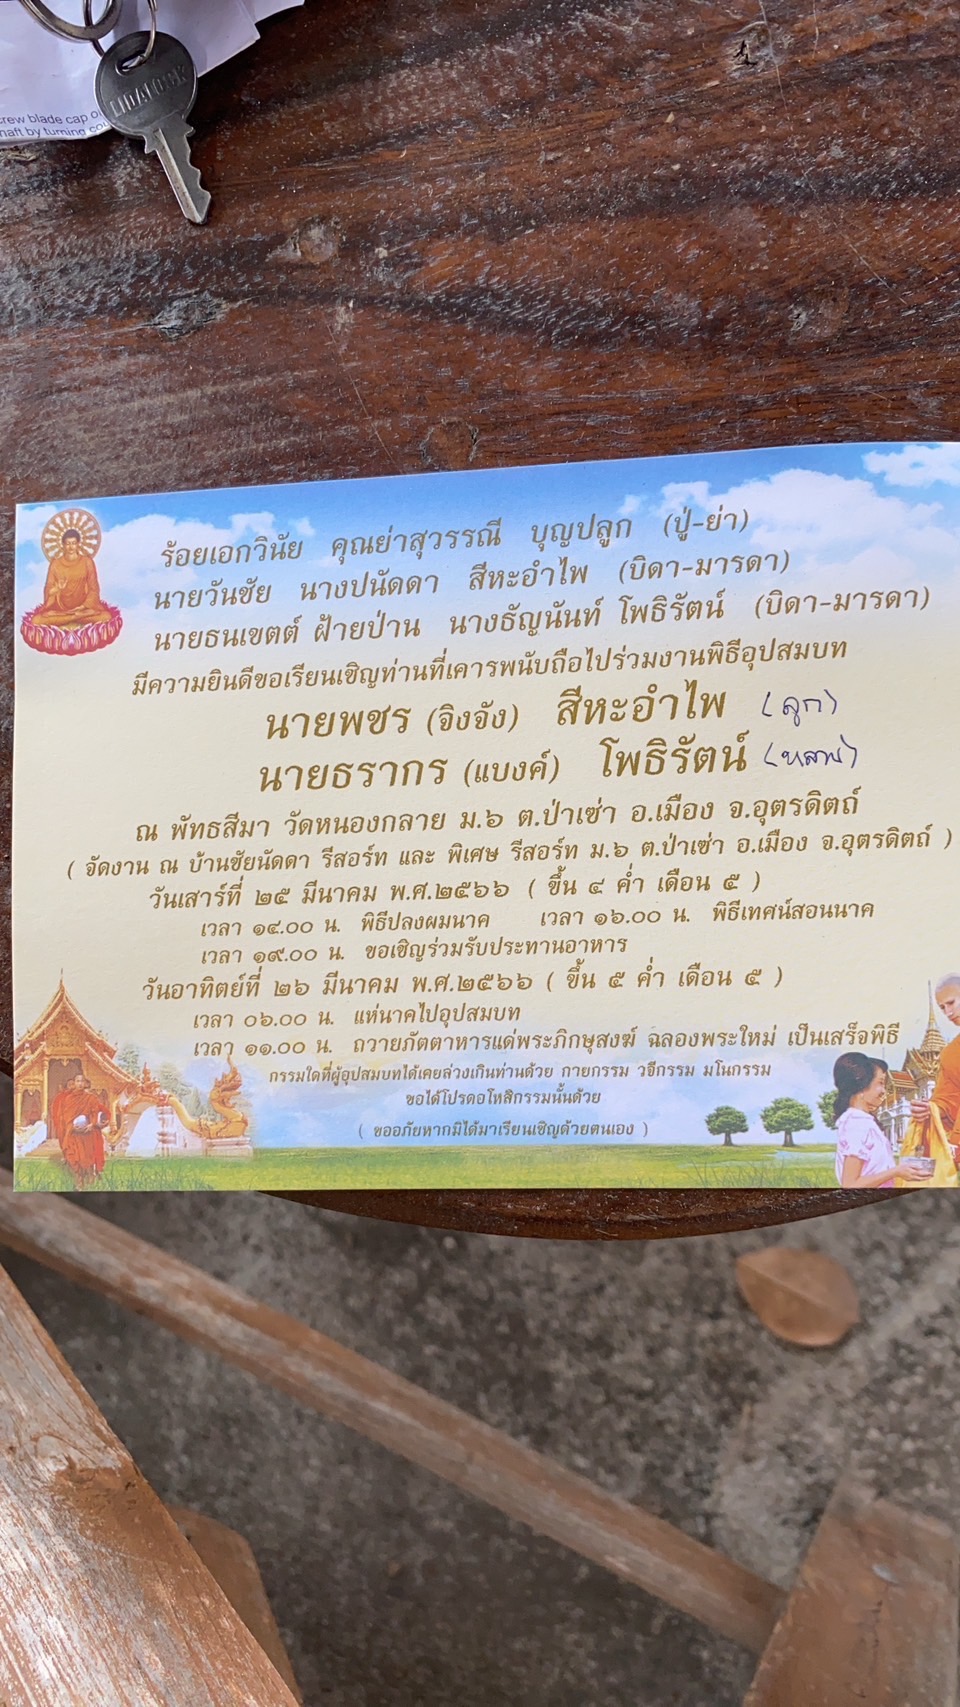 LIDALOCK
crew blade cap o
haft by turning co
ร้อยเอกวินัย คุณย่าสุวรรณี บุญปลูก (ปู่-ย่า)
นายวันชัย นางปนัดดา สีหะอำไพ (บิดา-มารดา)
นายธนเขตต์ ฝ้ายป่าน นางธัญนันท์ โพธิรัตน์ (บิดา-มารดา)
มีความยินดีขอเรียนเชิญท่านที่เคารพนับถือไปร่วมงานพิธีอุปสมบท
นายพชร (จิงจัง) สีหะอำไพ (ลูก)
นายธรากร (แบงค์) โพธิรัตน์ (หลาน)
ณ พัทธสีมา วัดหนองกลาย ม.๖ ต.ป่าเซ่า อ.เมือง จ.อุตรดิตถ์
( จัดงาน ณ บ้านชัยนัดดา รีสอร์ท และ พิเศษ รีสอร์ท ม.๖ ต.ป่าเซ่า อ.เมือง จ.อุตรดิตถ์ )
วันเสาร์ที่ ๒๕ มีนาคม พ.ศ.๒๕๖๖ ( ขึ้น ๔ ค่ำ เดือน ๕ )
เวลา ๑๔.๐๐ น. พิธีปลงผมนาค เวลา ๑๖.๐๐ น. พิธีเทศน์สอนนาค
เวลา ๑๙.๐๐ น. ขอเชิญร่วมรับประทานอาหาร
วันอาทิตย์ที่ ๒๖ มีนาคม พ.ศ.๒๕๖๖ ( ขึ้น ๕ ค่ำ เดือน ๕ )
เวลา ๐๖.๐๐ น. แห่นาคไปอุปสมบท
เวลา ๑๑.๐๐ น. ถวายภัตตาหารแด่พระภิกษุสงฆ์ ฉลองพระใหม่ เป็นเสร็จพิธี
กรรมใดที่ผู้อุปสมบทได้เคยล่วงเกินท่านด้วย กายกรรม วจีกรรม มโนกรรม
ขอได้โปรดอโหสิกรรมนั้นด้วย
( ขออภัยหากมิได้มาเรียนเชิญด้วยตนเอง )